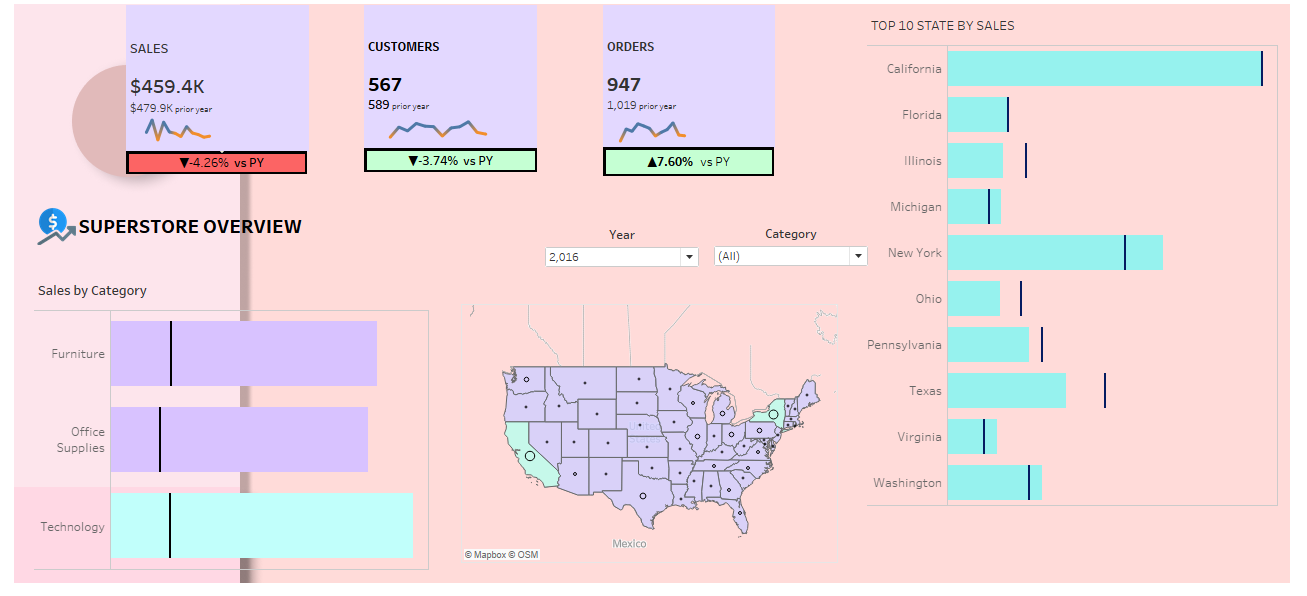 SALES
$459.4K
$479.9K prior year
▼-4.26% vs PY
CUSTOMERS
567
589 prior year
▼-3.74% vs PY
ORDERS
947
1,019 prior year
▲7.60% vs PY
SUPERSTORE OVERVIEW
Year
2,016
Category
(All)
Sales by Category
Furniture
Office
Supplies
Technology
United
Mexico
© Mapbox © OSM
TOP 10 STATE BY SALES
California
Florida
Illinois
Michigan
New York
Ohio
Pennsylvania
Texas
Virginia
Washington